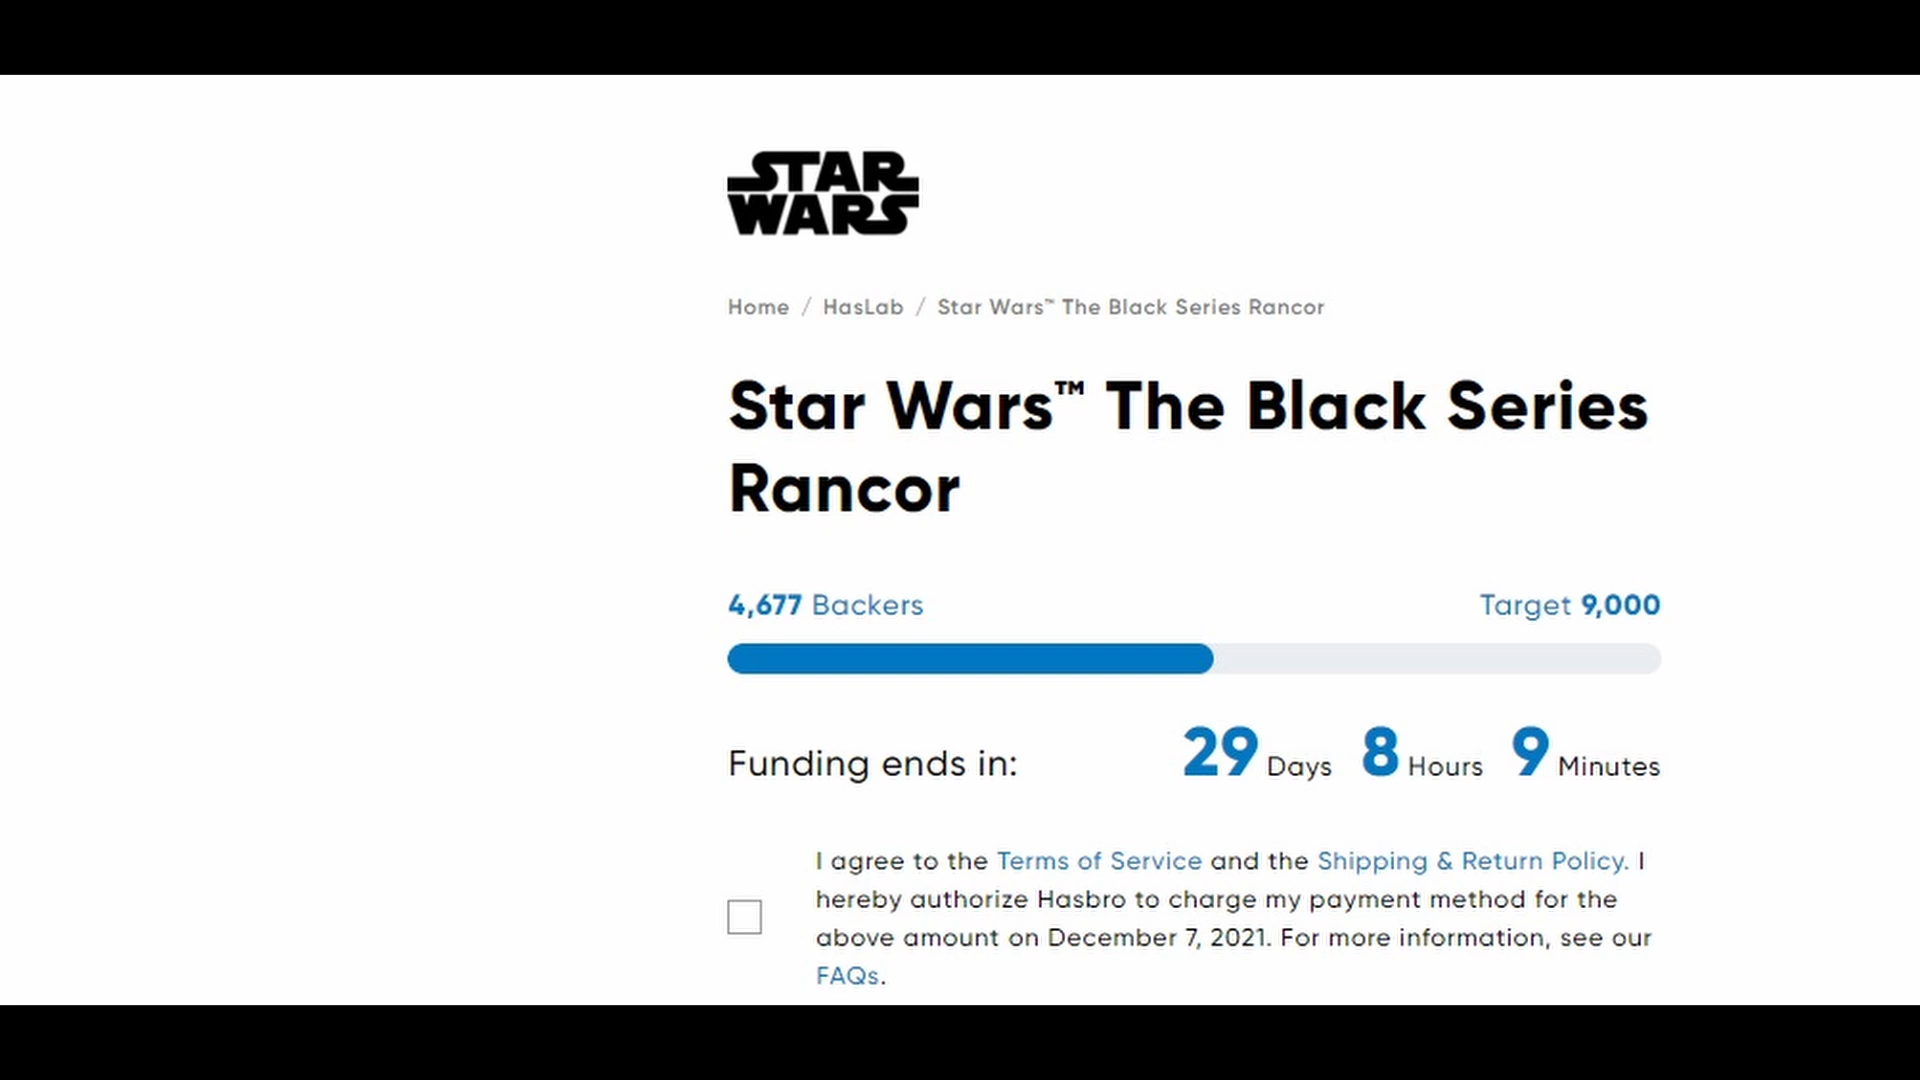 STAR
WARS
Home / HasLab / Star Wars™ The Black Series Rancor
Star Wars™ The Black Series
Rancor
4,677 Backers
Target 9,000
Funding ends in:
29 Days 8 Hours 9 Minutes
I agree to the Terms of Service and the Shipping & Return Policy. I
hereby authorize Hasbro to charge my payment method for the
above amount on December 7, 2021. For more information, see our
FAQs.